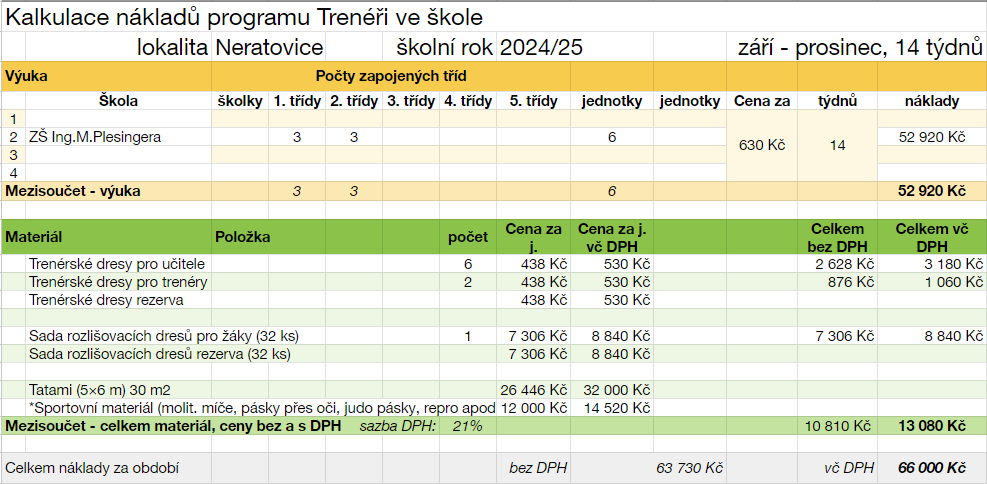 Kalkulace nákladů programu Trenéři ve škole
lokalita Neratovice školní rok 2024/25 září - prosinec, 14 týdnů
Výuka Počty zapojených tříd
Škola školky 1. třídy 2. třídy 3. třídy 4. třídy 5. třídy jednotky jednotky Cena za týdnů náklady
1
2 ZŠ Ing.M.Plesingera 3 3 6 630 Kč 14 52 920 Kč
3
4
Mezisoučet - výuka 3 3 6 52 920 Kč
Materiál Položka počet Cena za j. Cena za j. vč DPH Celkem bez DPH Celkem vč DPH
Trenérské dresy pro učitele 6 438 Kč 530 Kč 2 628 Kč 3 180 Kč
Trenérské dresy pro trenéry 2 438 Kč 530 Kč 876 Kč 1 060 Kč
Trenérské dresy rezerva 438 Kč 530 Kč
Sada rozlišovacích dresů pro žáky (32 ks) 1 7 306 Kč 8 840 Kč 7 306 Kč 8 840 Kč
Sada rozlišovacích dresů rezerva (32 ks) 7 306 Kč 8 840 Kč
Tatami (5×6 m) 30 m2 26 446 Kč 32 000 Kč
*Sportovní materiál (molit. míče, pásky přes oči, judo pásky, repro apod 12 000 Kč 14 520 Kč
Mezisoučet - celkem materiál, ceny bez a s DPH sazba DPH: 21% 10 810 Kč 13 080 Kč
Celkem náklady za období bez DPH 63 730 Kč vč DPH 66 000 Kč